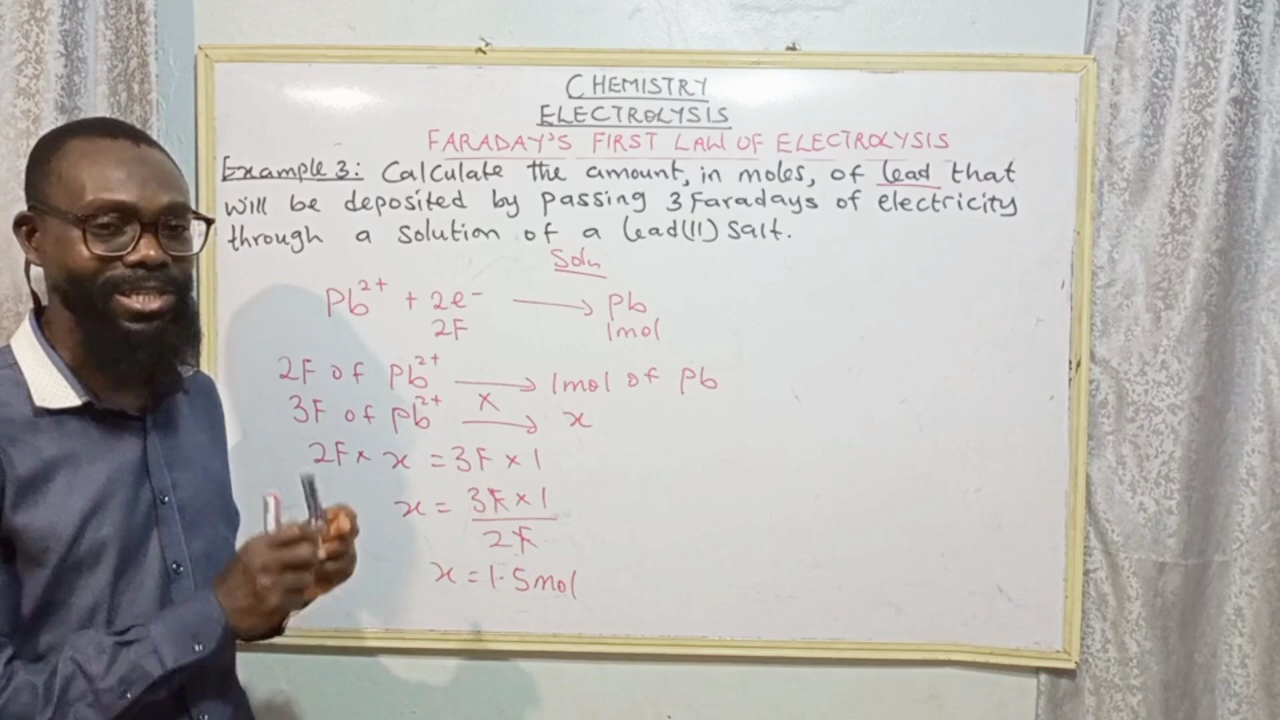 CHEMISTRY
ELECTROLYSIS
FARADAY'S FIRST LAW OF ELECTROLYSIS
Example 3: Calculate the amount, in moles, of lead that
will be deposited by passing 3 Faradays of electricity
through a solution of a lead(II) salt.
Soln
Pb²⁺ + 2e⁻ → Pb
2F 1mol
2F of Pb²⁺ → 1mol of Pb
3F of Pb²⁺ → x
X
2F × x = 3F × 1
x = 3F × 1
2F
x = 1.5mol